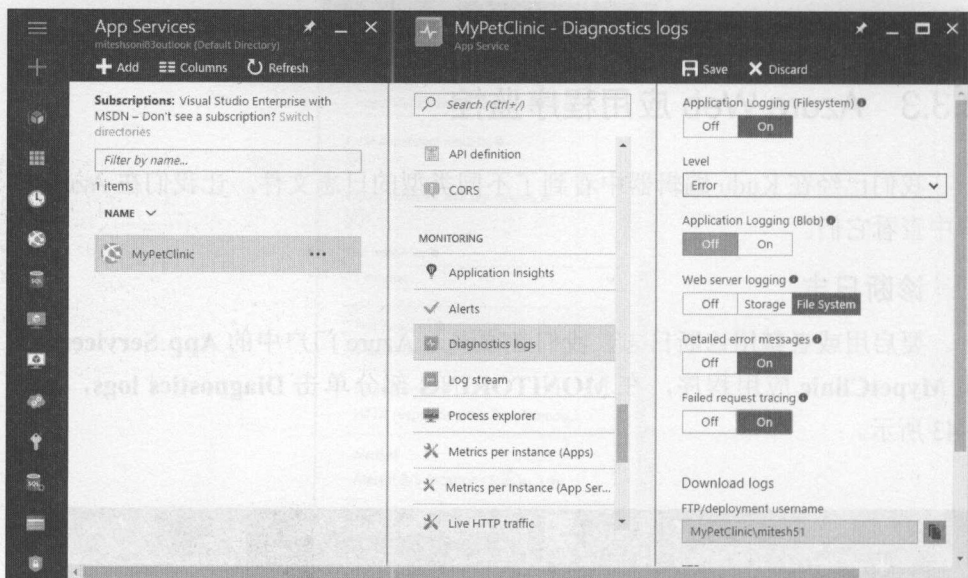 App Services
miteshsoni83outlook (Default Directory)
Add Columns Refresh
Subscriptions: Visual Studio Enterprise with
MSDN – Don't see a subscription? Switch
directories
Filter by name...
1 items
NAME
MyPetClinic
MyPetClinic - Diagnostics logs
App Service
Search (Ctrl+/)
API definition
CORS
MONITORING
Application Insights
Alerts
Diagnostics logs
Log stream
Process explorer
Metrics per instance (Apps)
Metrics per Instance (App Ser...
Live HTTP traffic
Save Discard
Application Logging (Filesystem)
Off On
Level
Error
Application Logging (Blob)
Off On
Web server logging
Off Storage File System
Detailed error messages
Off On
Failed request tracing
Off On
Download logs
FTP/deployment username
MyPetClinic\mitesh51